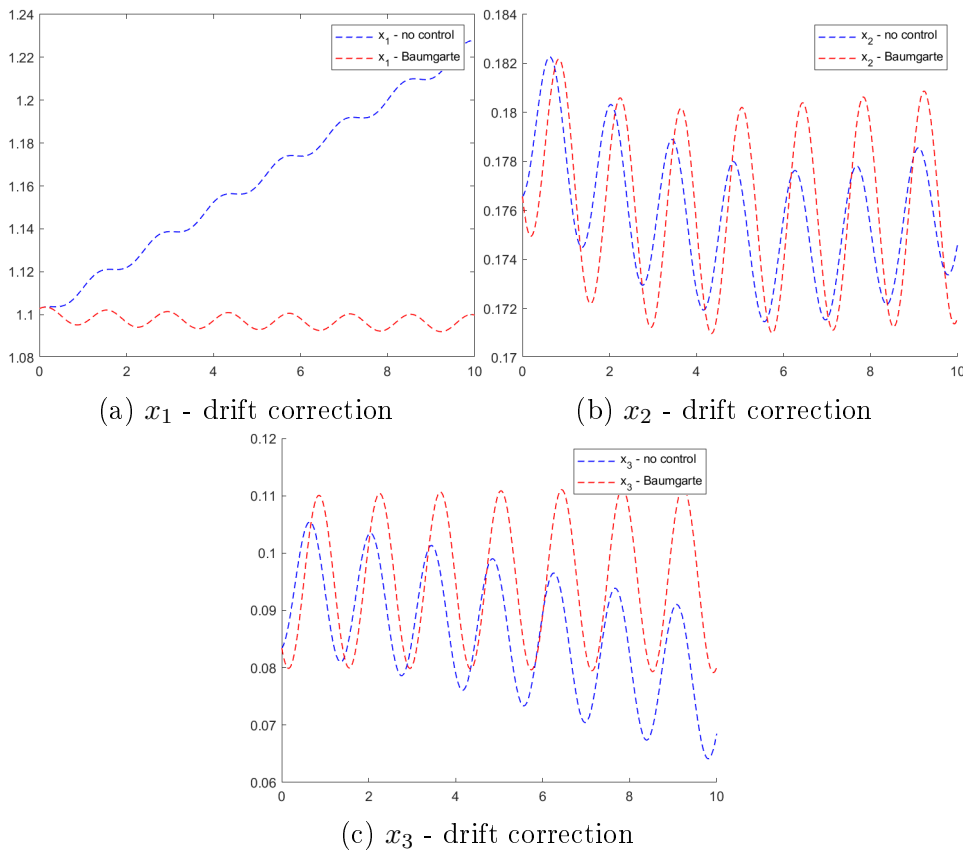 1.24
1.22
1.2
1.18
1.16
1.14
1.12
1.1
1.08
0 2 4 6 8 10
x1 - no control
x1 - Baumgarte
0.184
0.182
0.18
0.178
0.176
0.174
0.172
0.17
0 2 4 6 8 10
x2 - no control
x2 - Baumgarte
(a) x1 - drift correction
(b) x2 - drift correction
0.12
0.11
0.1
0.09
0.08
0.07
0.06
0 2 4 6 8 10
x3 - no control
x3 - Baumgarte
(c) x3 - drift correction